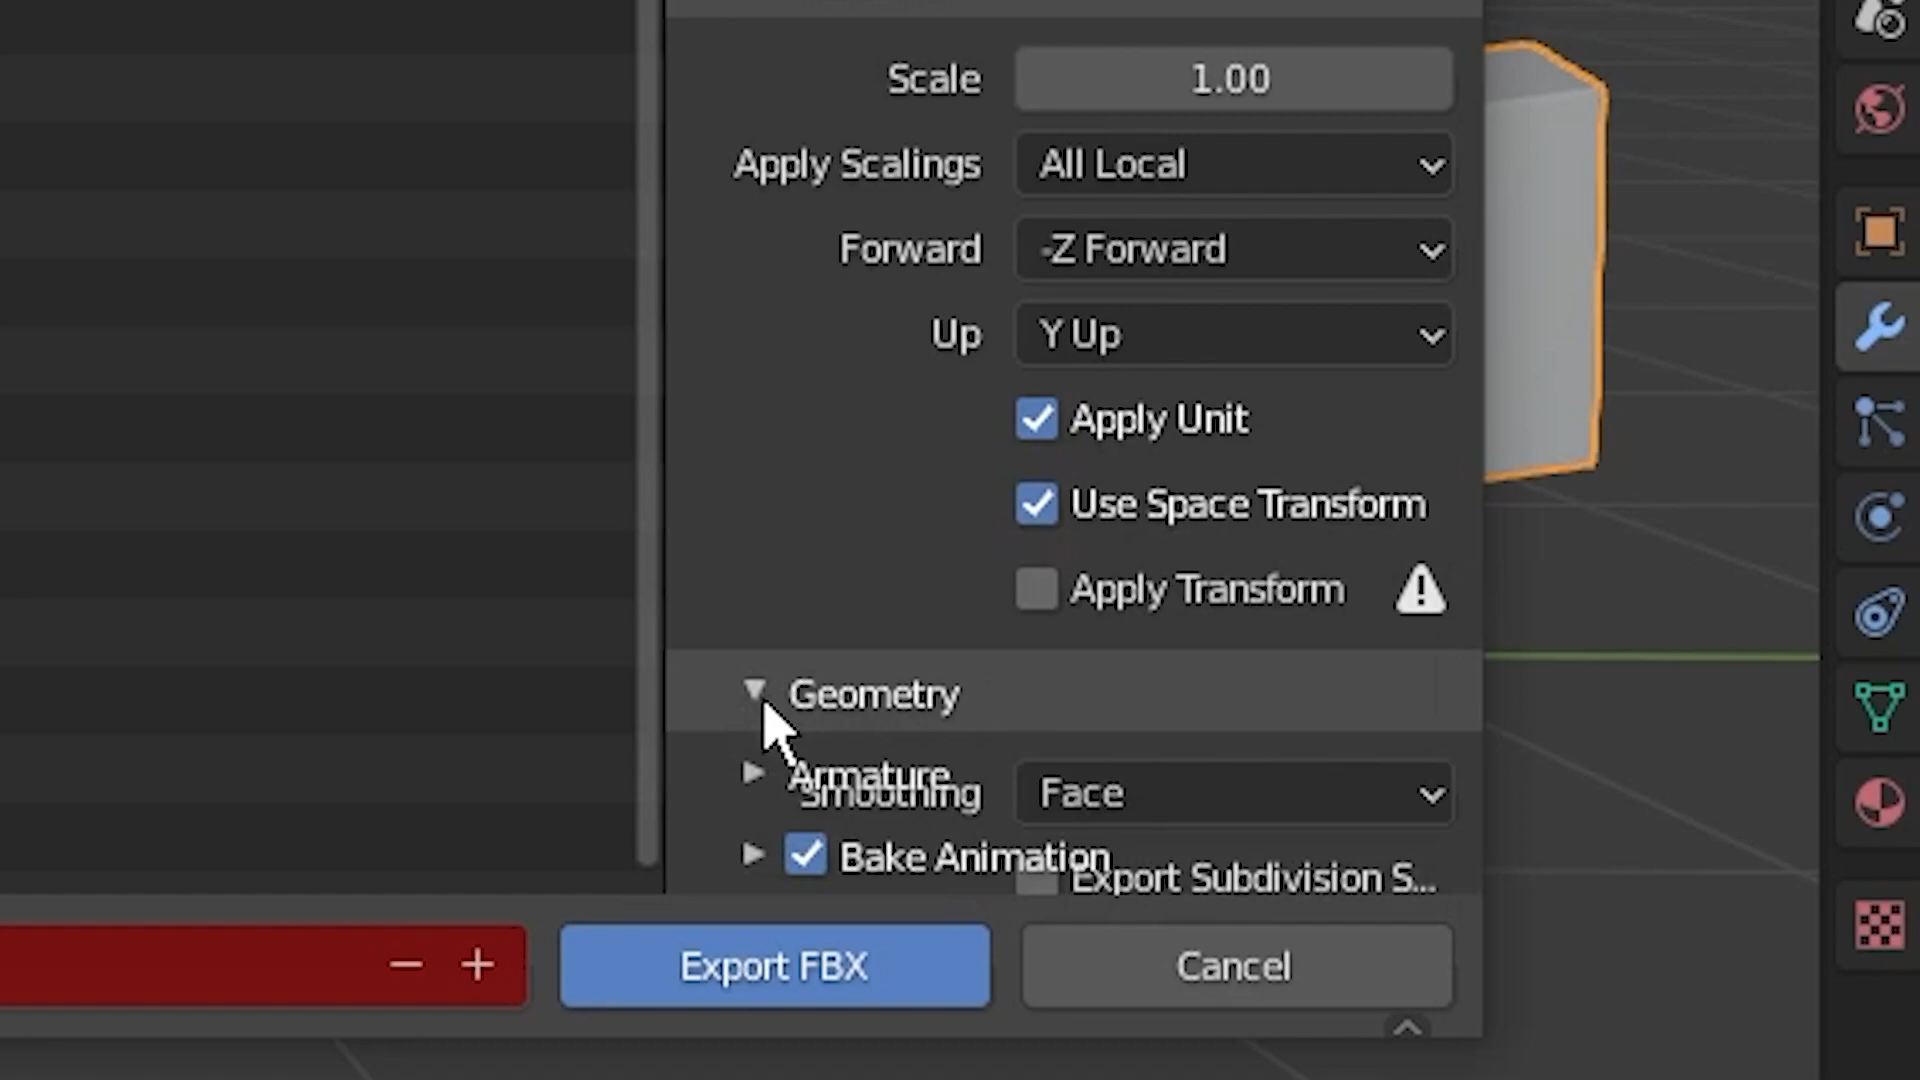 Scale 1.00
Apply Scalings All Local
Forward -Z Forward
Up Y Up
Apply Unit
Use Space Transform
Apply Transform
Geometry
Armature
Smoothing Face
Bake Animation
Export Subdivision S...
Export FBX Cancel